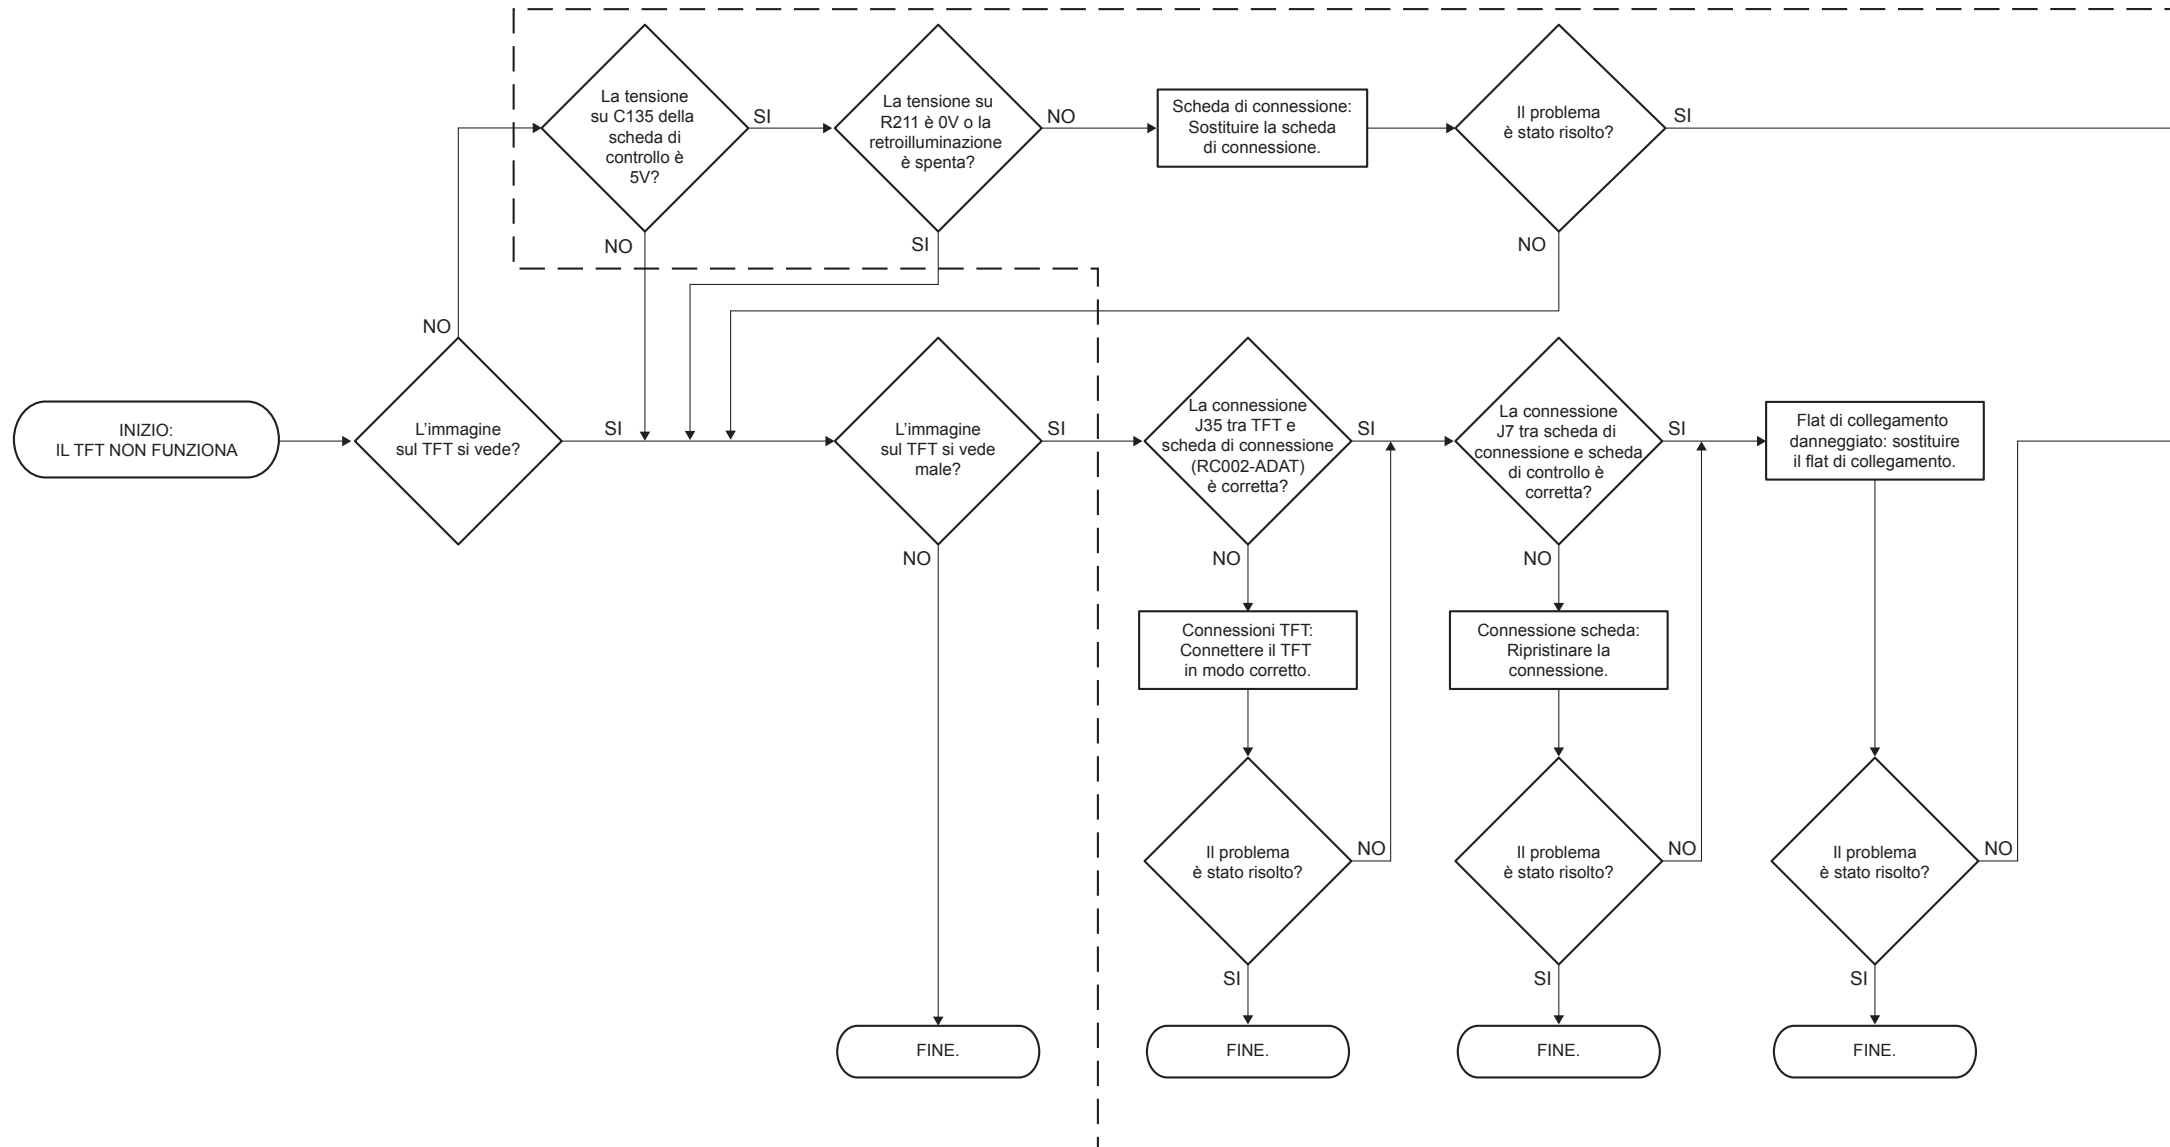 La tensione
su C135 della
scheda di
controllo è
5V?
SI
NO
La tensione su
R211 è 0V o la
retroilluminazione
è spenta?
NO
SI
Scheda di connessione:
Sostituire la scheda
di connessione.
Il problema
è stato risolto?
SI
NO
INIZIO:
IL TFT NON FUNZIONA
NO
L'immagine
sul TFT si vede?
SI
L'immagine
sul TFT si vede
male?
SI
NO
La connessione
J35 tra TFT e
scheda di connessione
(RC002-ADAT)
è corretta?
SI
NO
La connessione
J7 tra scheda di
connessione e scheda
di controllo è
corretta?
SI
NO
Flat di collegamento
danneggiato: sostituire
il flat di collegamento.
Connessioni TFT:
Connettere il TFT
in modo corretto.
Connessione scheda:
Ripristinare la
connessione.
Il problema
è stato risolto?
NO
SI
Il problema
è stato risolto?
NO
SI
Il problema
è stato risolto?
NO
SI
FINE.
FINE.
FINE.
FINE.